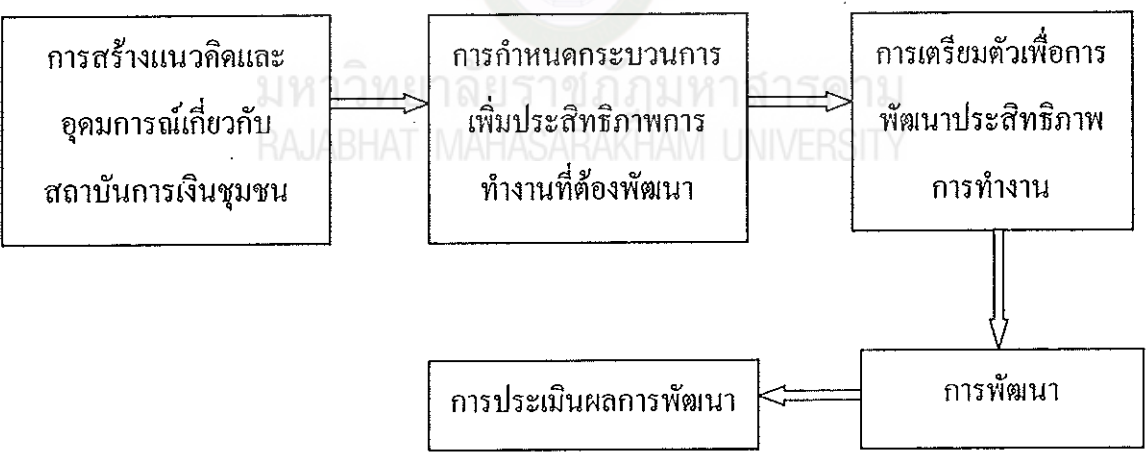 การสร้างแนวคิดและ
อุดมการณ์เกี่ยวกับ
สถาบันการเงินชุมชน
การกำหนดกระบวนการ
เพิ่มประสิทธิภาพการ
ทำงานที่ต้องพัฒนา
การเตรียมตัวเพื่อการ
พัฒนาประสิทธิภาพ
การทำงาน
การพัฒนา
การประเมินผลการพัฒนา
มหาวิทยาลัยราชภัฏมหาสารคาม
RAJABHAT MAHASARAKHAM UNIVERSITY